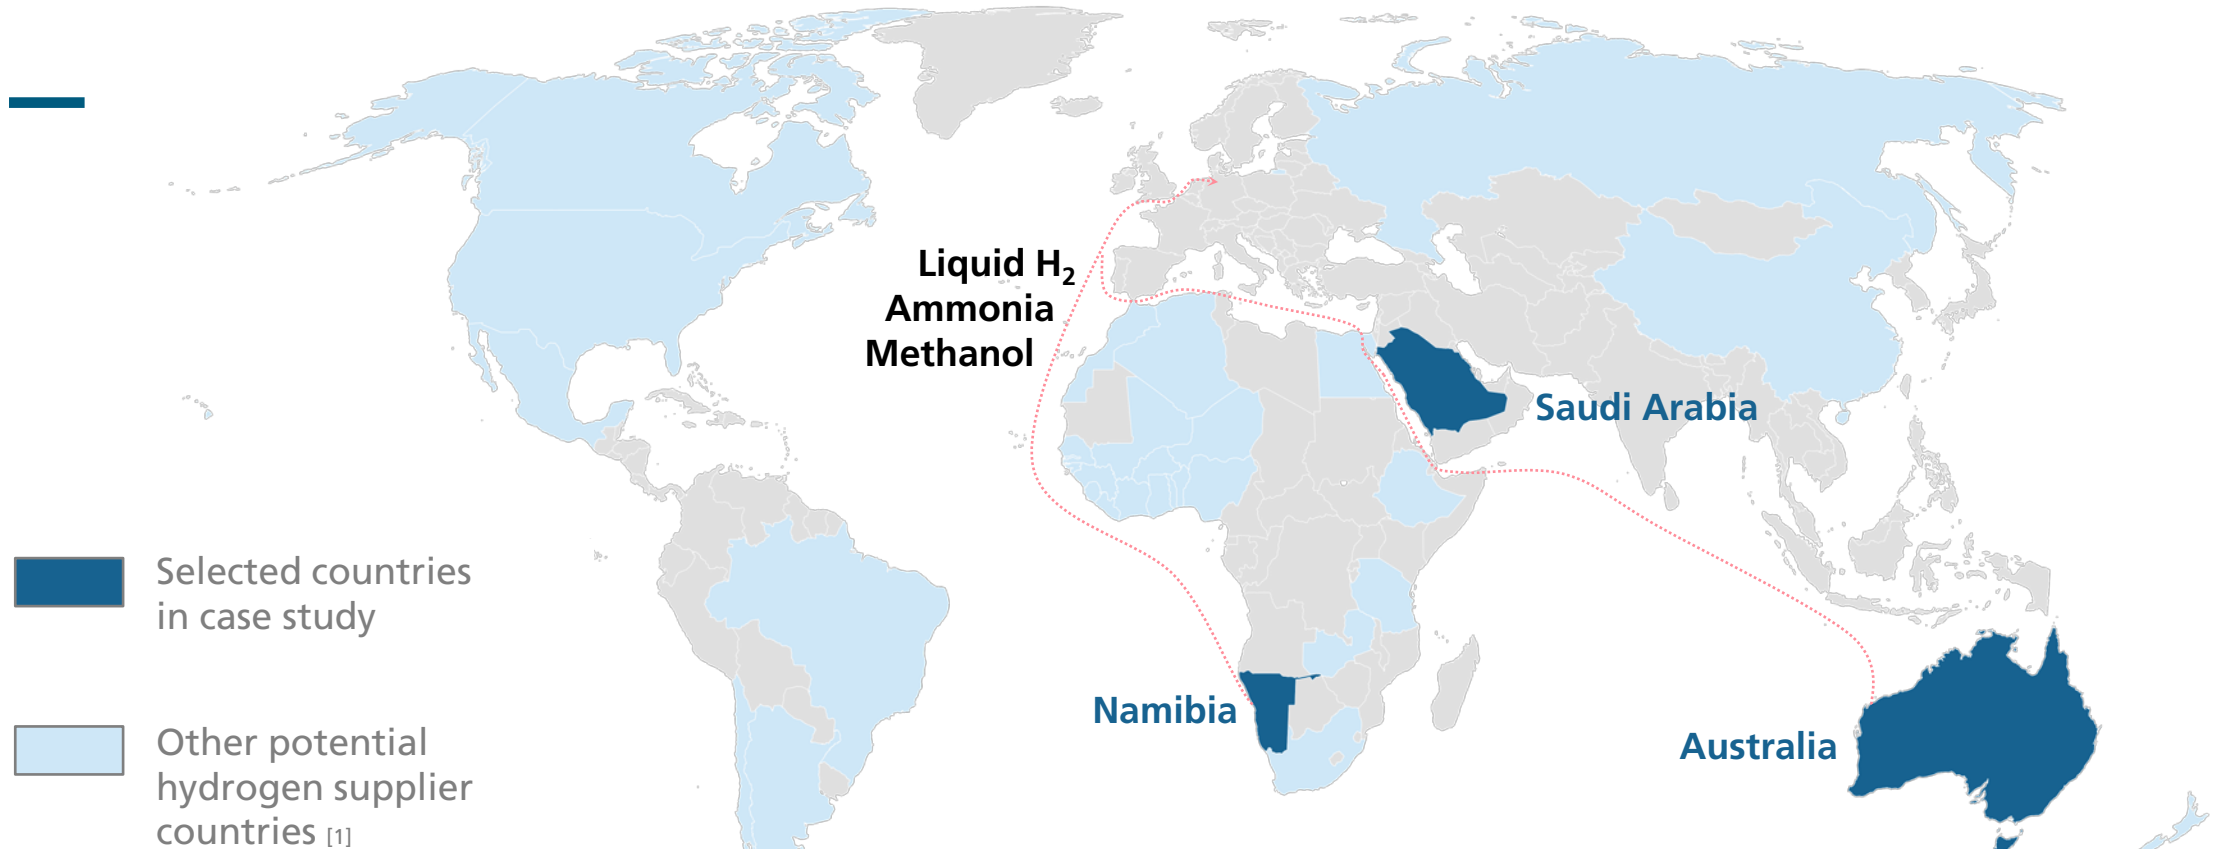 Liquid H₂
Ammonia
Methanol
Saudi Arabia
Namibia
Australia
Selected countries
in case study
Other potential
hydrogen supplier
countries [1]